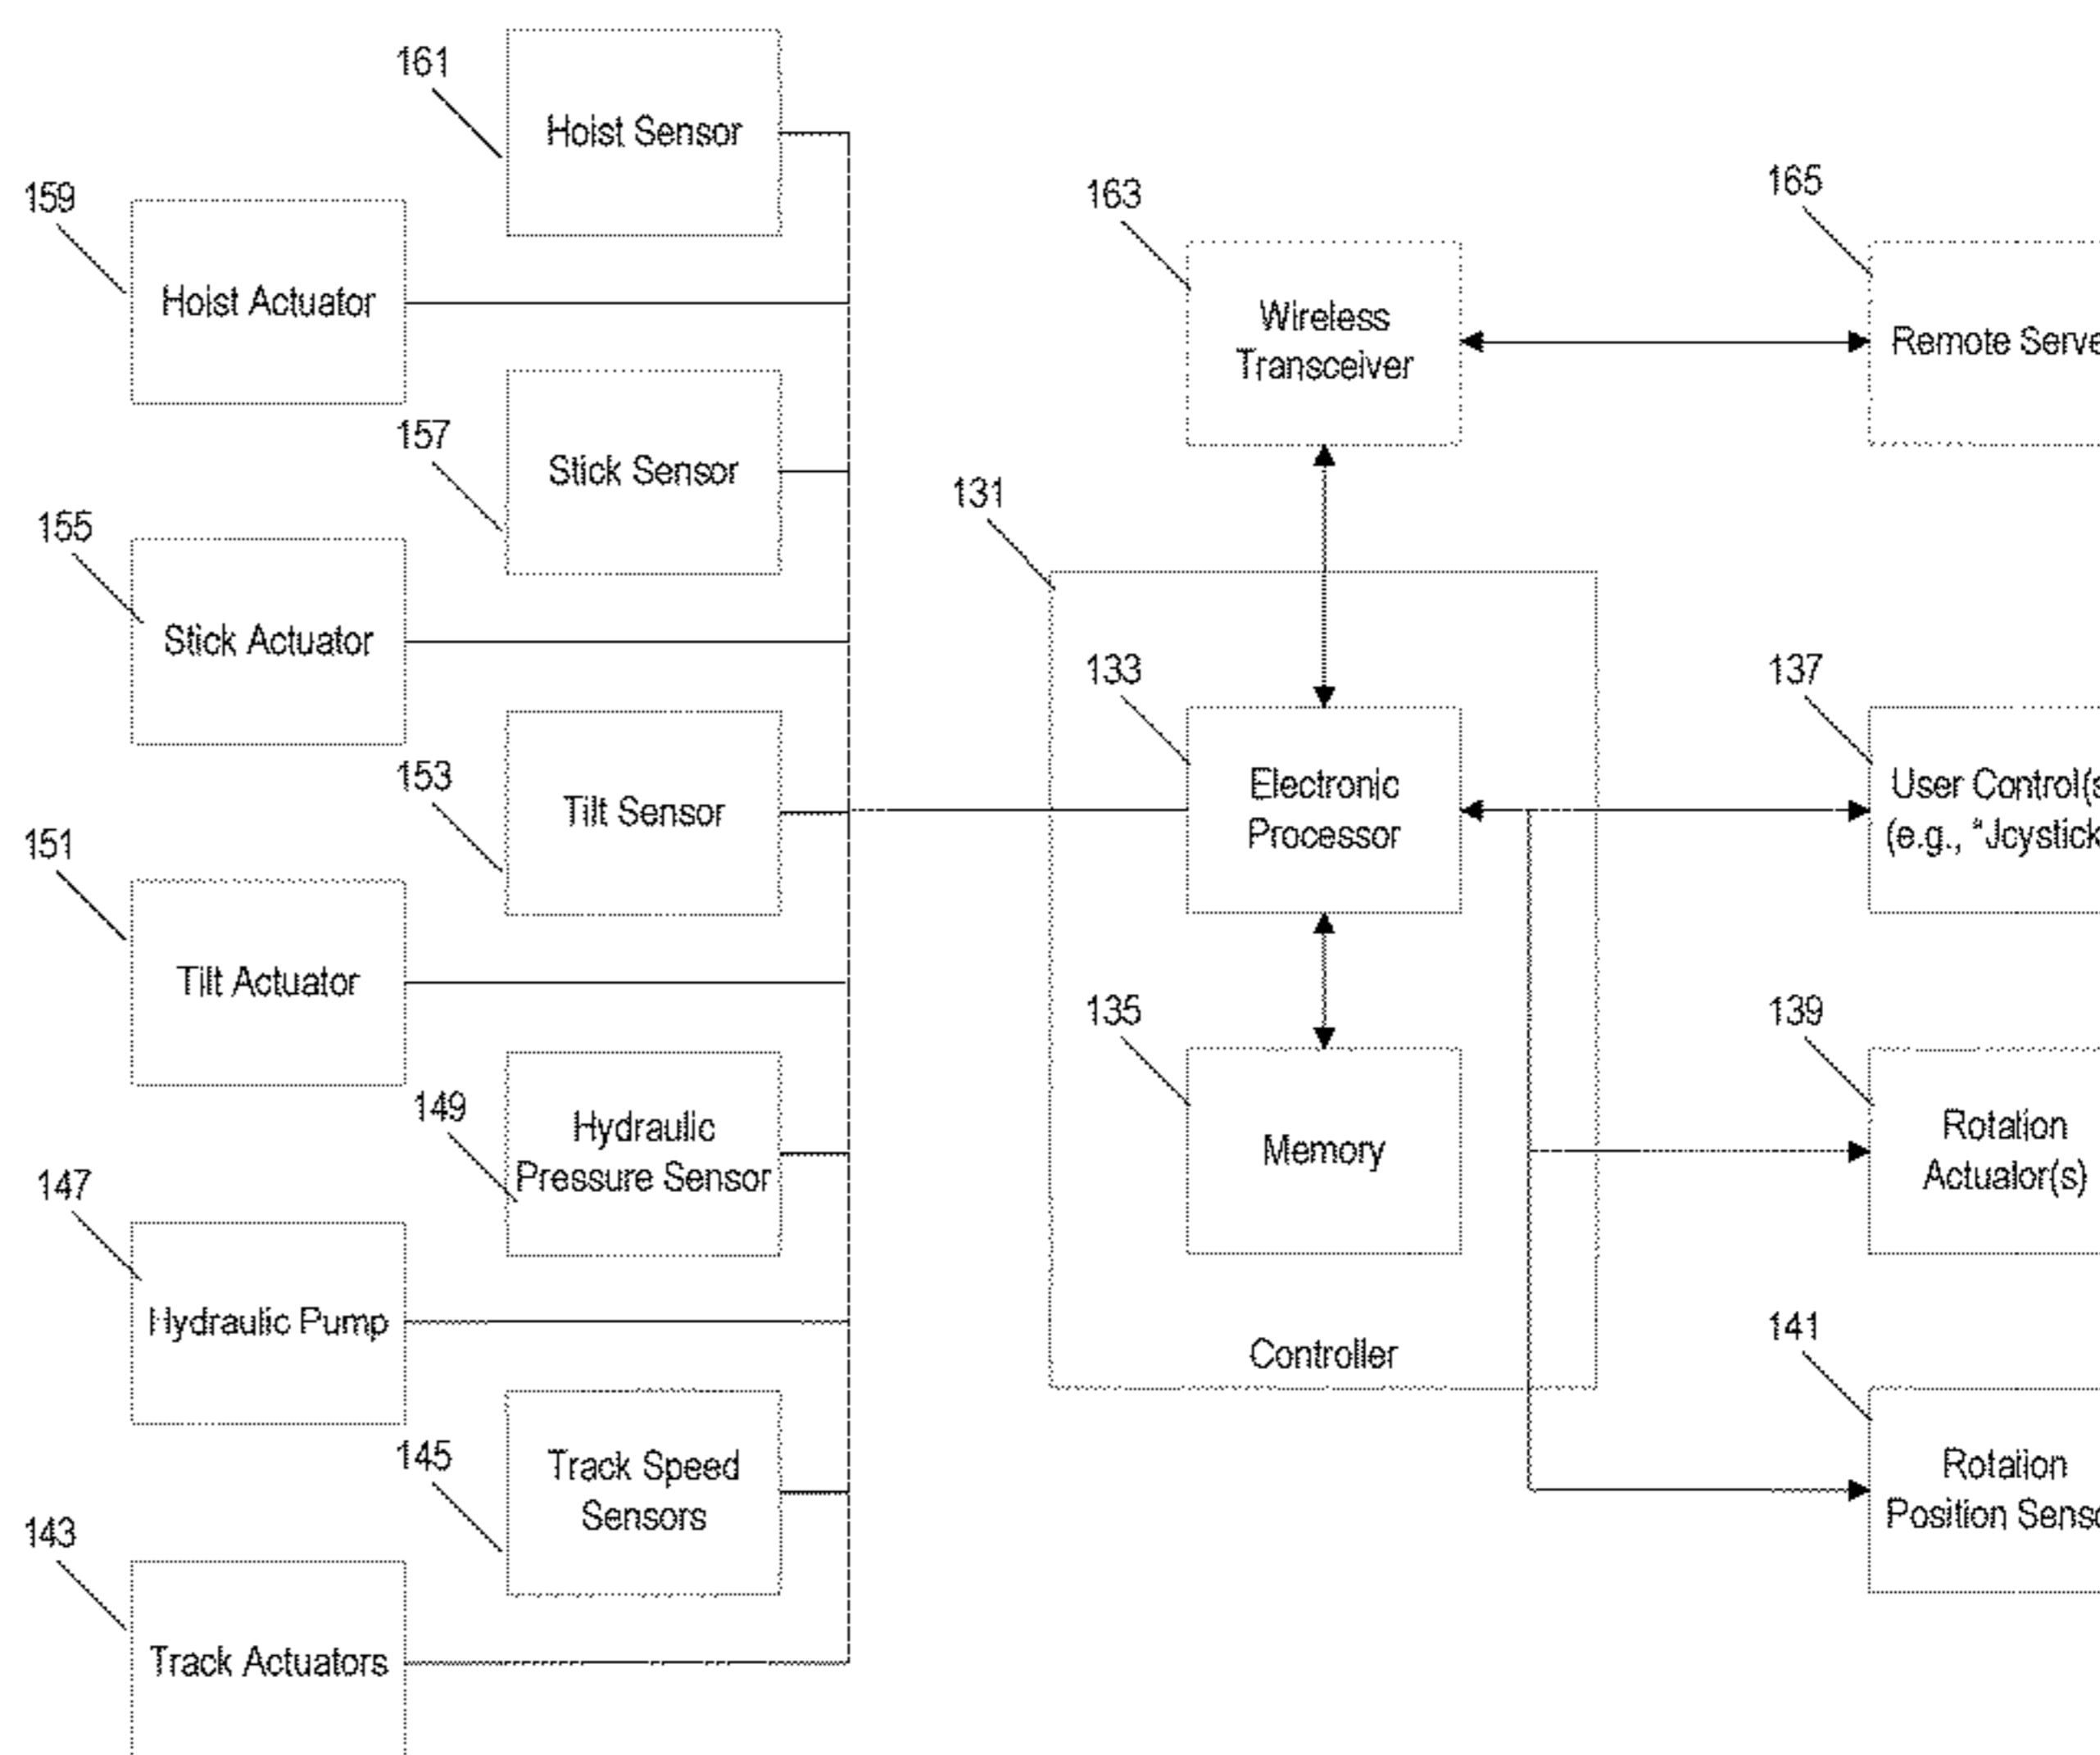 161
Hoist Sensor
159
Hoist Actuator
157
Stick Sensor
155
Stick Actuator
153
Tilt Sensor
151
Tilt Actuator
149
Hydraulic
Pressure Sensor
147
Hydraulic Pump
145
Track Speed
Sensors
143
Track Actuators
163
Wireless
Transceiver
165
Remote Serve
131
133
Electronic
Processor
135
Memory
Controller
137
User Control(s
(e.g., "Joystick
139
Rotation
Actuator(s)
141
Rotation
Position Senso